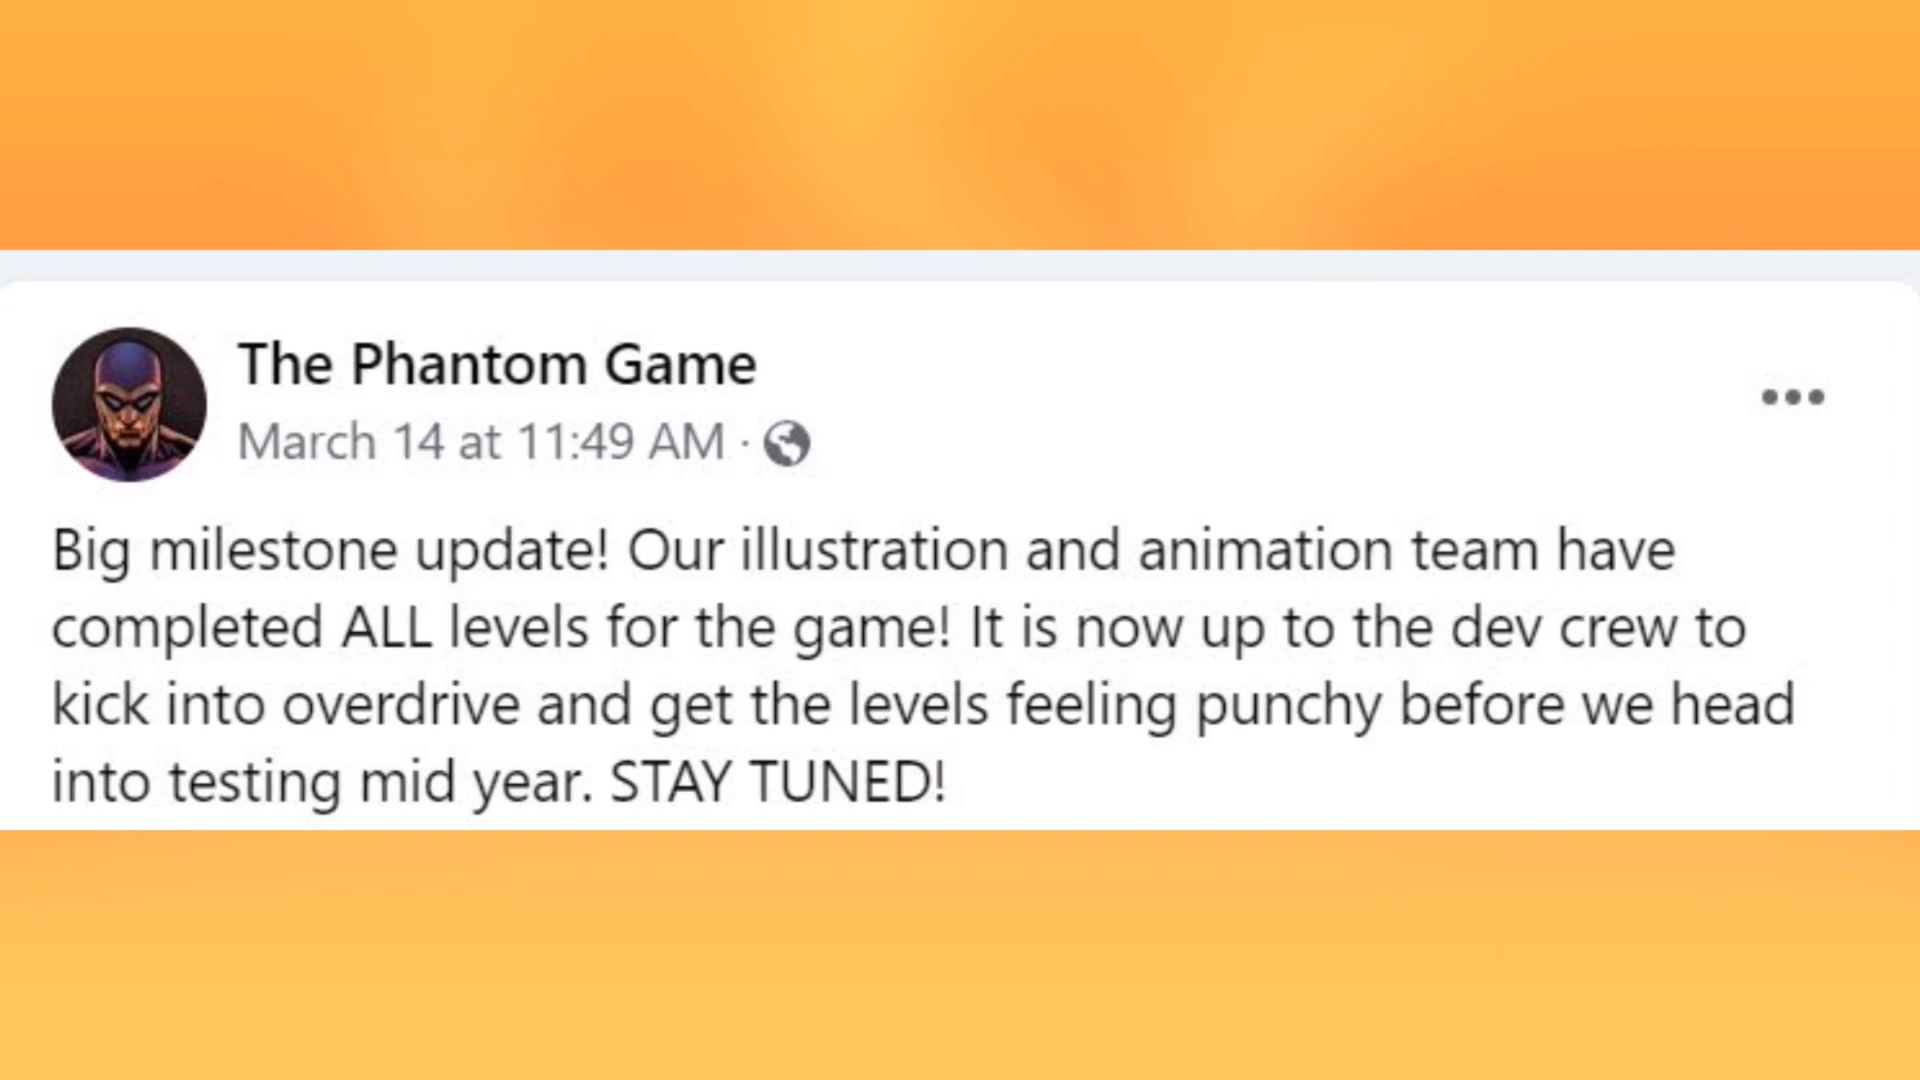 The Phantom Game
March 14 at 11:49 AM ·
Big milestone update! Our illustration and animation team have
completed ALL levels for the game! It is now up to the dev crew to
kick into overdrive and get the levels feeling punchy before we head
into testing mid year. STAY TUNED!